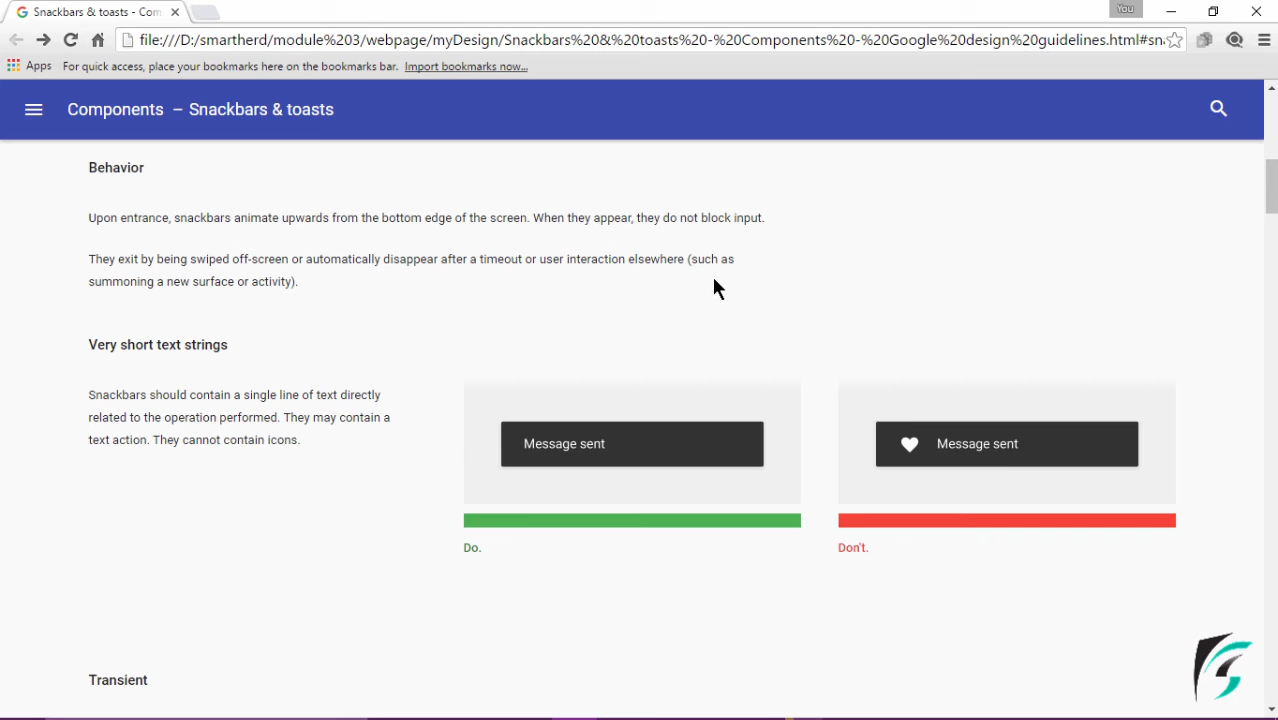 Snackbars & toasts - Com
You
file:///D:/smartherd/module%203/webpage/myDesign/Snackbars%20&%20toasts%20-%20Components%20-%20Google%20design%20guidelines.html#sn
Apps For quick access, place your bookmarks here on the bookmarks bar. Import bookmarks now...
Components – Snackbars & toasts
Behavior
Upon entrance, snackbars animate upwards from the bottom edge of the screen. When they appear, they do not block input.
They exit by being swiped off-screen or automatically disappear after a timeout or user interaction elsewhere (such as
summoning a new surface or activity).
Very short text strings
Snackbars should contain a single line of text directly
related to the operation performed. They may contain a
text action. They cannot contain icons.
Message sent
Do.
Message sent
Don't.
Transient